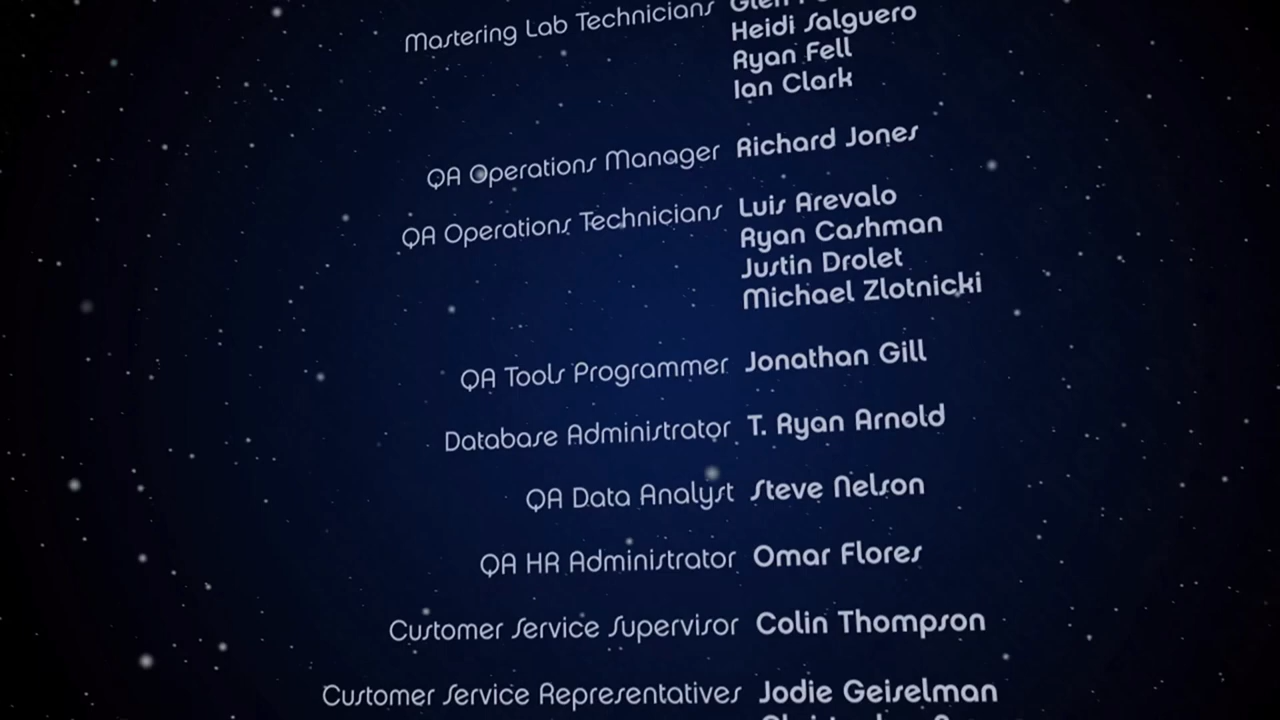 Mastering Lab Technicians Glen
Heidi Salguero
Ryan Fell
Ian Clark
QA Operations Manager Richard Jones
QA Operations Technicians Luis Arevalo
Ryan Cashman
Justin Drolet
Michael Zlotnicki
QA Tools Programmer Jonathan Gill
Database Administrator T. Ryan Arnold
QA Data Analyst Steve Nelson
QA HR Administrator Omar Flores
Customer Service Supervisor Colin Thompson
Customer Service Representatives Jodie Geiselman